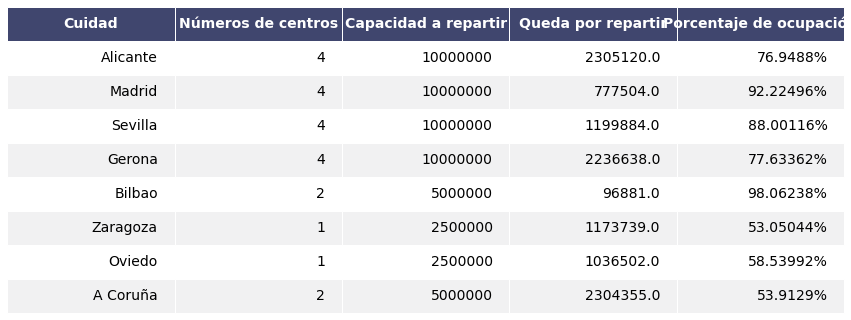 Cuidad Números de centros Capacidad a repartir Queda por repartir Porcentaje de ocupació
Alicante 4 10000000 2305120.0 76.9488%
Madrid 4 10000000 777504.0 92.22496%
Sevilla 4 10000000 1199884.0 88.00116%
Gerona 4 10000000 2236638.0 77.63362%
Bilbao 2 5000000 96881.0 98.06238%
Zaragoza 1 2500000 1173739.0 53.05044%
Oviedo 1 2500000 1036502.0 58.53992%
A Coruña 2 5000000 2304355.0 53.9129%